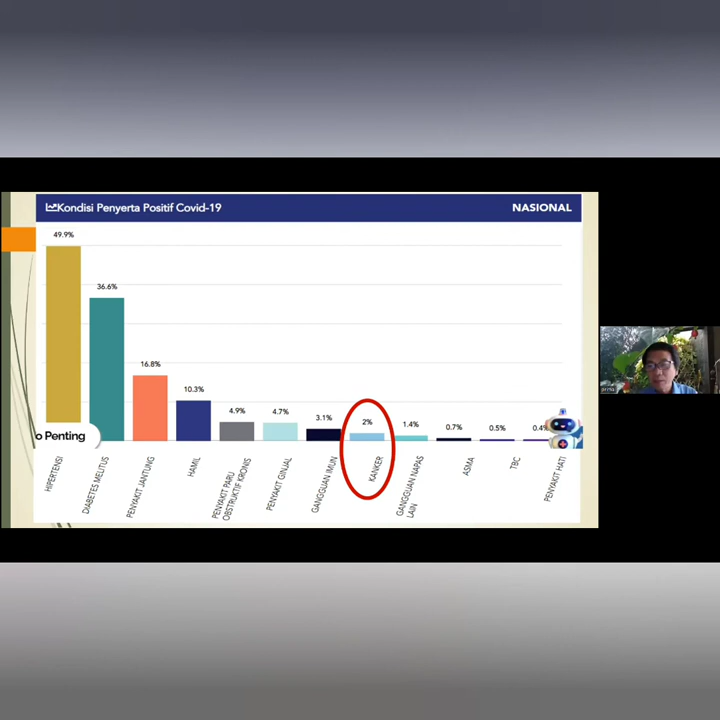 Kondisi Penyerta Positif Covid-19
NASIONAL
49.9%
36.6%
16.8%
10.3%
4.9%
4.7%
3.1%
2%
1.4%
0.7%
0.5%
0.4%
o Penting
HIPERTENSI
DIABETES MELITUS
PENYAKIT JANTUNG
HAMIL
PENYAKIT PARU
OBSTRUKTIF KRONIS
PENYAKIT GINJAL
GANGGUAN IMUN
KANKER
GANGGUAN NAPAS
LAIN
ASMA
TBC
PENYAKIT HATI